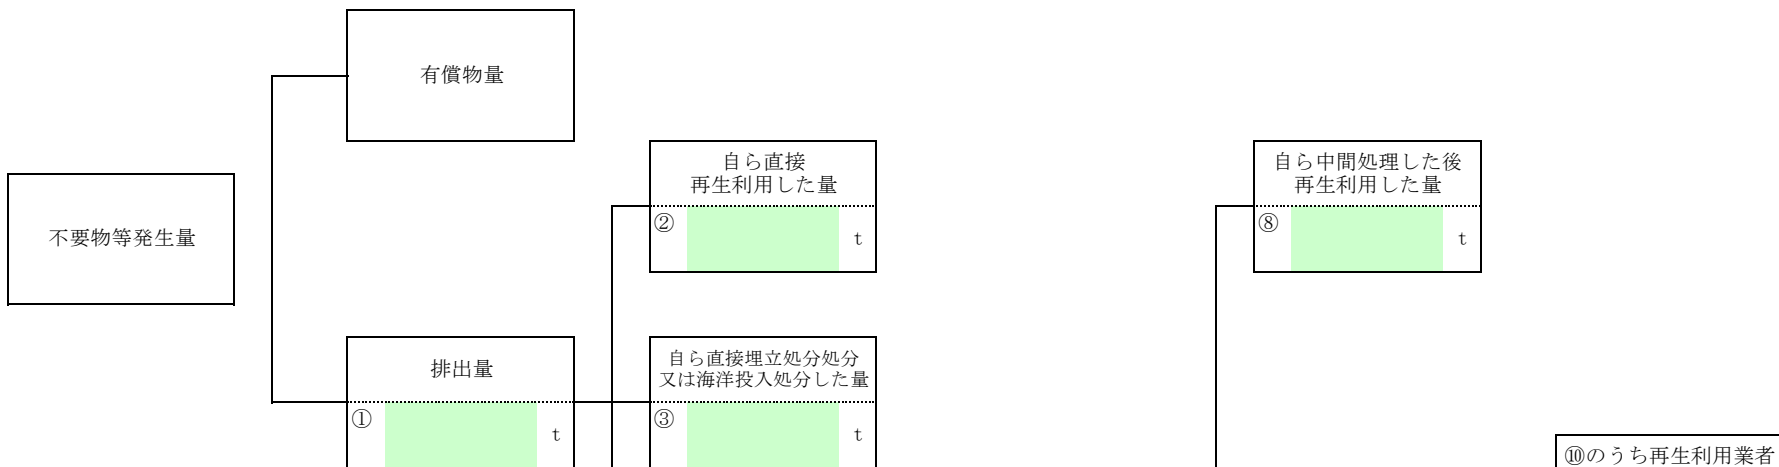 有償物量
自ら直接
再生利用した量
② t
自ら中間処理した後
再生利用した量
⑧ t
不要物等発生量
排出量
① t
自ら直接埋立処分処分
又は海洋投入処分した量
③ t
⑩のうち再生利用業者